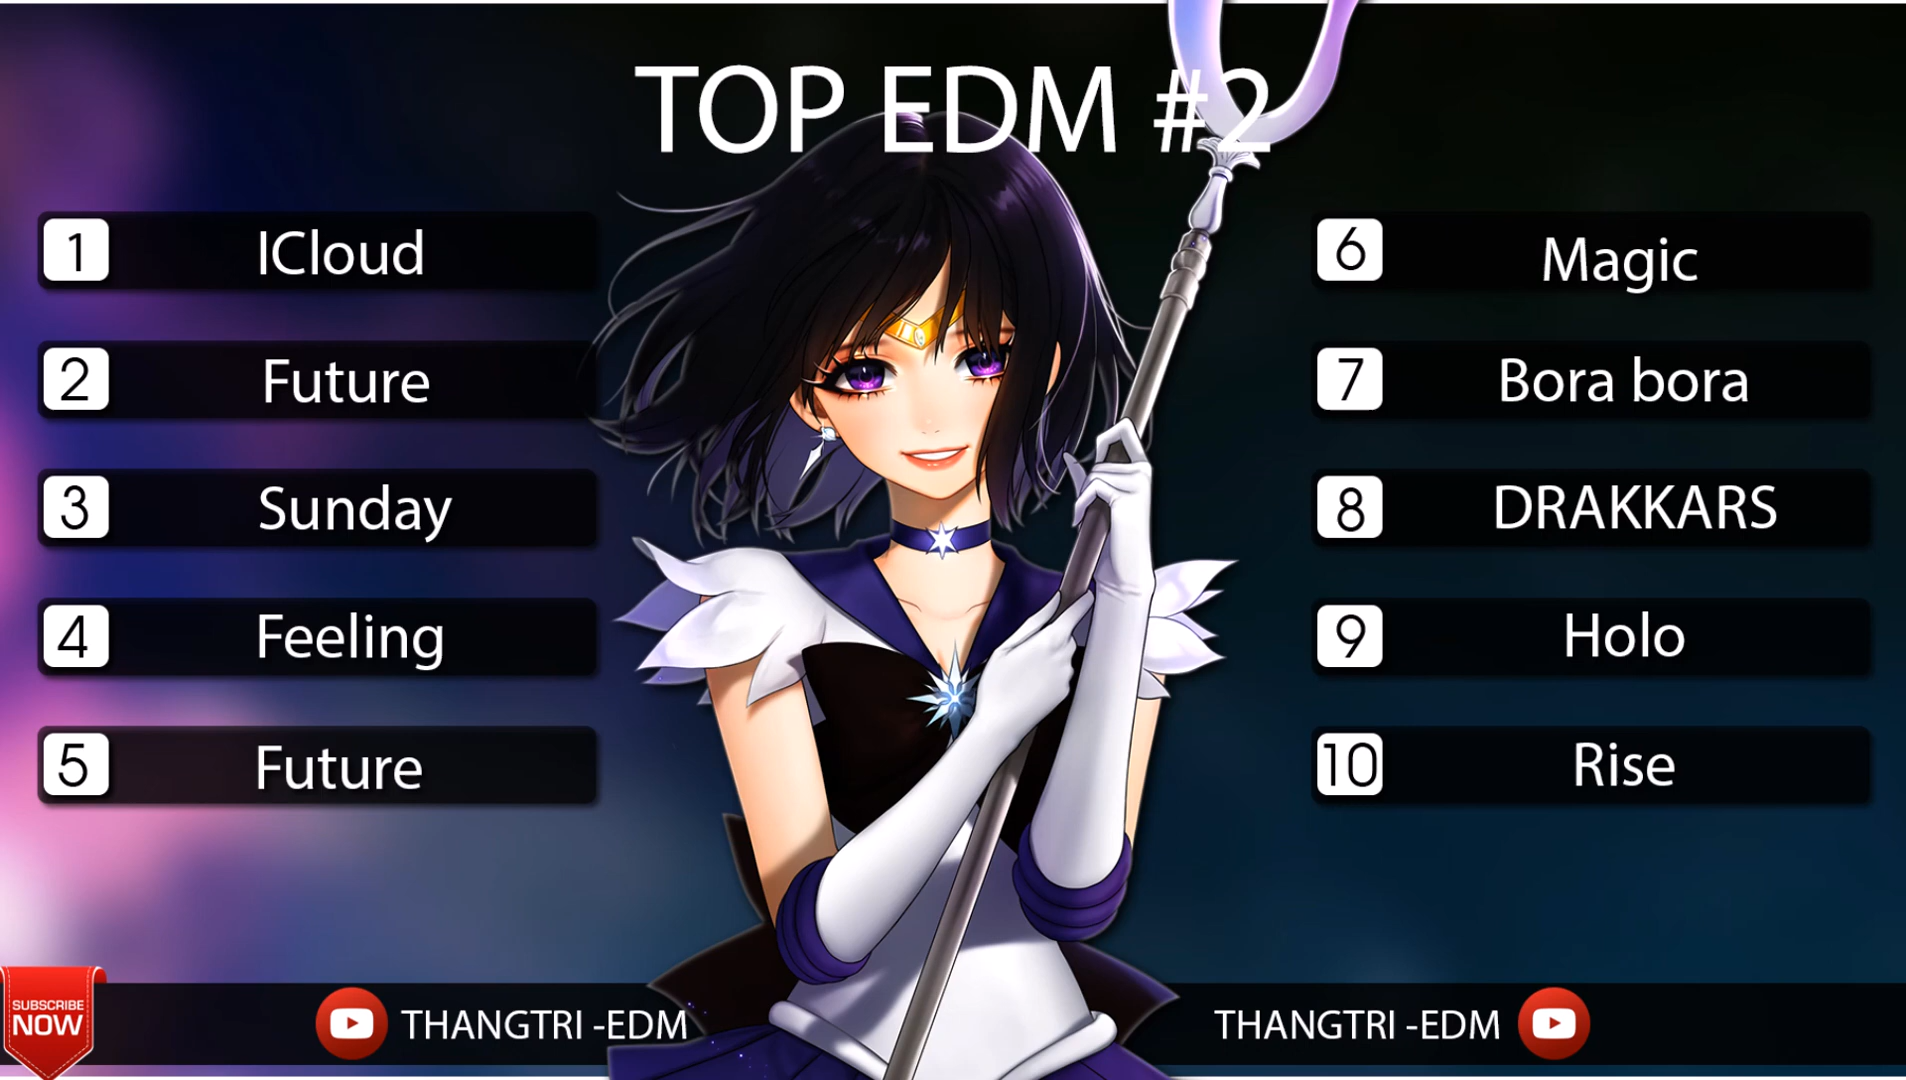 TOP EDM #2
1 ICloud
2 Future
3 Sunday
4 Feeling
5 Future
6 Magic
7 Bora bora
8 DRAKKARS
9 Holo
10 Rise
SUBSCRIBE
NOW
THANGTRI -EDM
THANGTRI -EDM